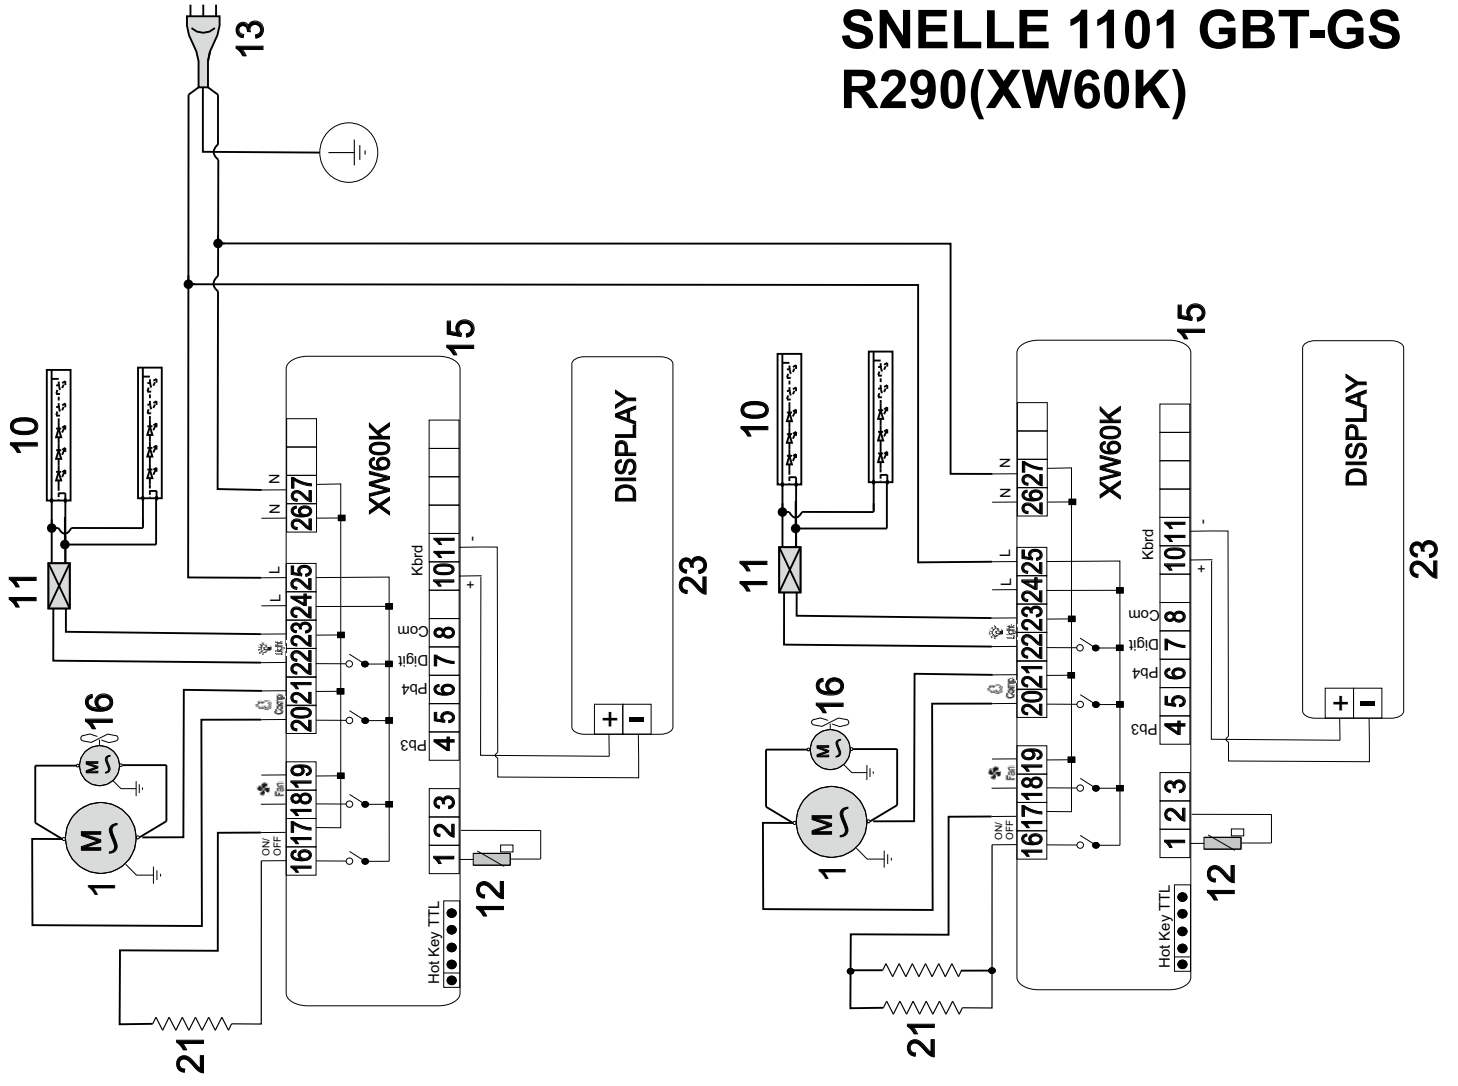 SNELLE 1101 GBT-GS
R290(XW60K)
13
10
11
16
M
1
M
21
N
N
L
L
Light
Comp
Fan
ON/
OFF
27
26
25
24
23
22
21
20
19
18
17
16
XW60K
15
Kbrd
11
10
-
+
Com
Digit
Pb4
Pb3
8
7
6
5
4
3
2
1
Hot Key TTL
12
DISPLAY
+
-
23
10
11
16
M
1
M
21
N
N
L
L
Light
Comp
Fan
ON/
OFF
27
26
25
24
23
22
21
20
19
18
17
16
XW60K
15
Kbrd
11
10
-
+
Com
Digit
Pb4
Pb3
8
7
6
5
4
3
2
1
Hot Key TTL
12
DISPLAY
+
-
23